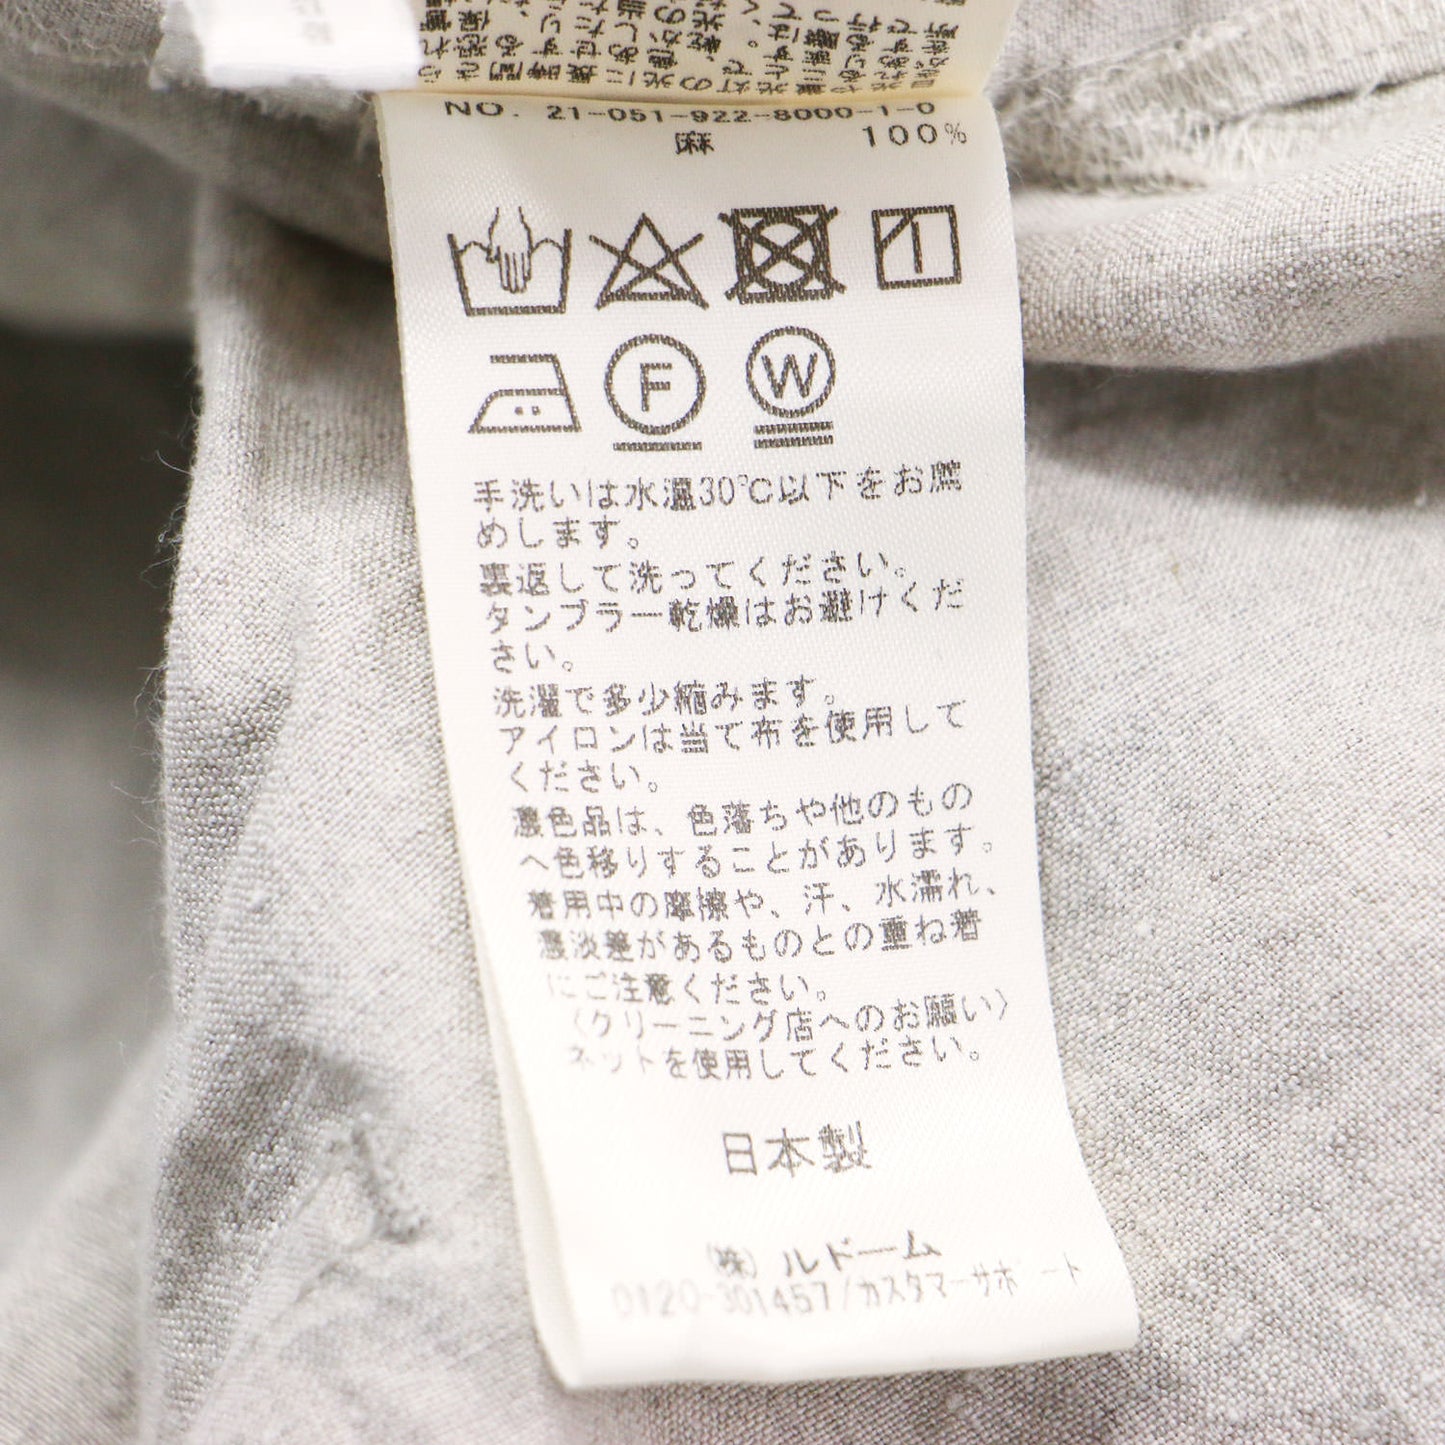 NO. 21-051-922-8000-1-0
麻 100%
F W
手洗いは水温30℃以下をお薦
めします。
裏返して洗ってください。
タンブラー乾燥はお避けくだ
さい。
洗濯で多少縮みます。
アイロンは当て布を使用して
ください。
濃色品は、色落ちや他のもの
へ色移りすることがあります。
着用中の摩擦や、汗、水濡れ、
濃淡差があるものとの重ね着
にご注意ください。
〈クリーニング店へのお願い〉
ネットを使用してください。
日本製
(株)ルドーム
0120-301457/カスタマーサポート